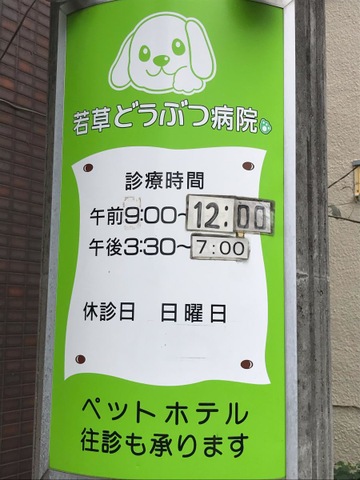 若草どうぶつ病院
診療時間
午前9:00~12:00
午後3:30~7:00
休診日 日曜日
ペットホテル
往診も承ります